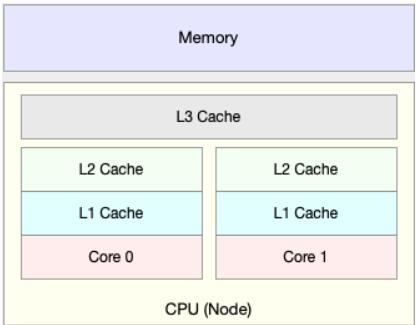 Memory
L3 Cache
L2 Cache
L2 Cache
L1 Cache
L1 Cache
Core 0
Core 1
CPU (Node)